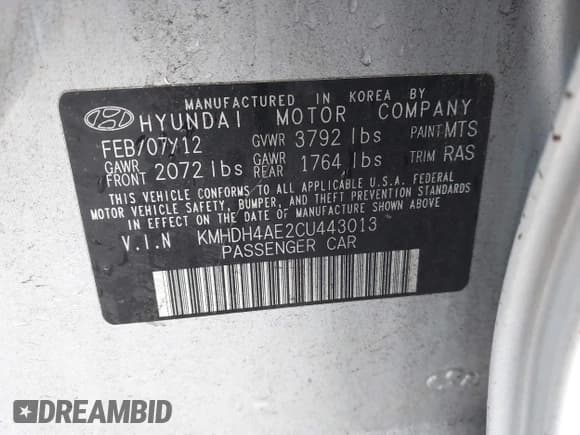 MANUFACTURED IN KOREA BY
HYUNDAI MOTOR COMPANY
FEB/07/12 GVWR 3792 lbs PAINT MTS
GAWR FRONT 2072 lbs GAWR REAR 1764 lbs TRIM RAS
THIS VEHICLE CONFORMS TO ALL APPLICABLE U.S.A. FEDERAL
MOTOR VEHICLE SAFETY, BUMPER, AND THEFT PREVENTION STANDARDS
IN EFFECT ON THE DATE OF MANUFACTURE SHOWN ABOVE.
V.I.N KMHDH4AE2CU443013
PASSENGER CAR
DREAMBID